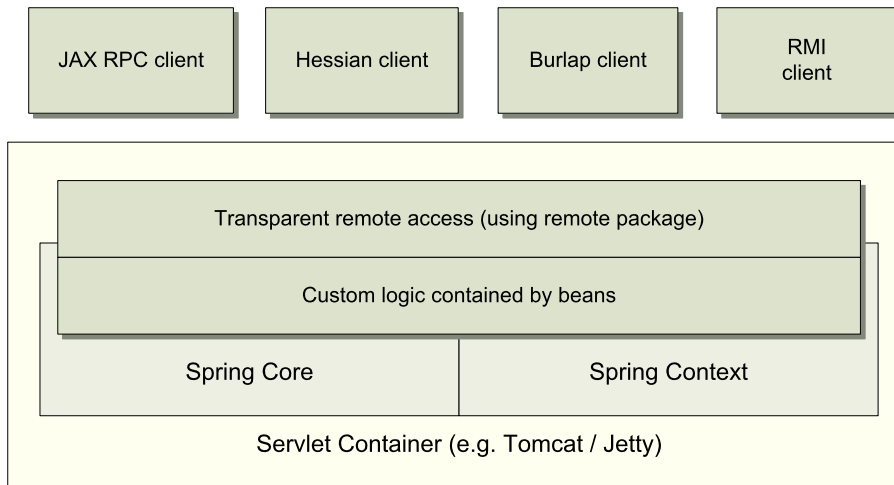 JAX RPC client
Hessian client
Burlap client
RMI
client
Transparent remote access (using remote package)
Custom logic contained by beans
Spring Core
Spring Context
Servlet Container (e.g. Tomcat / Jetty)